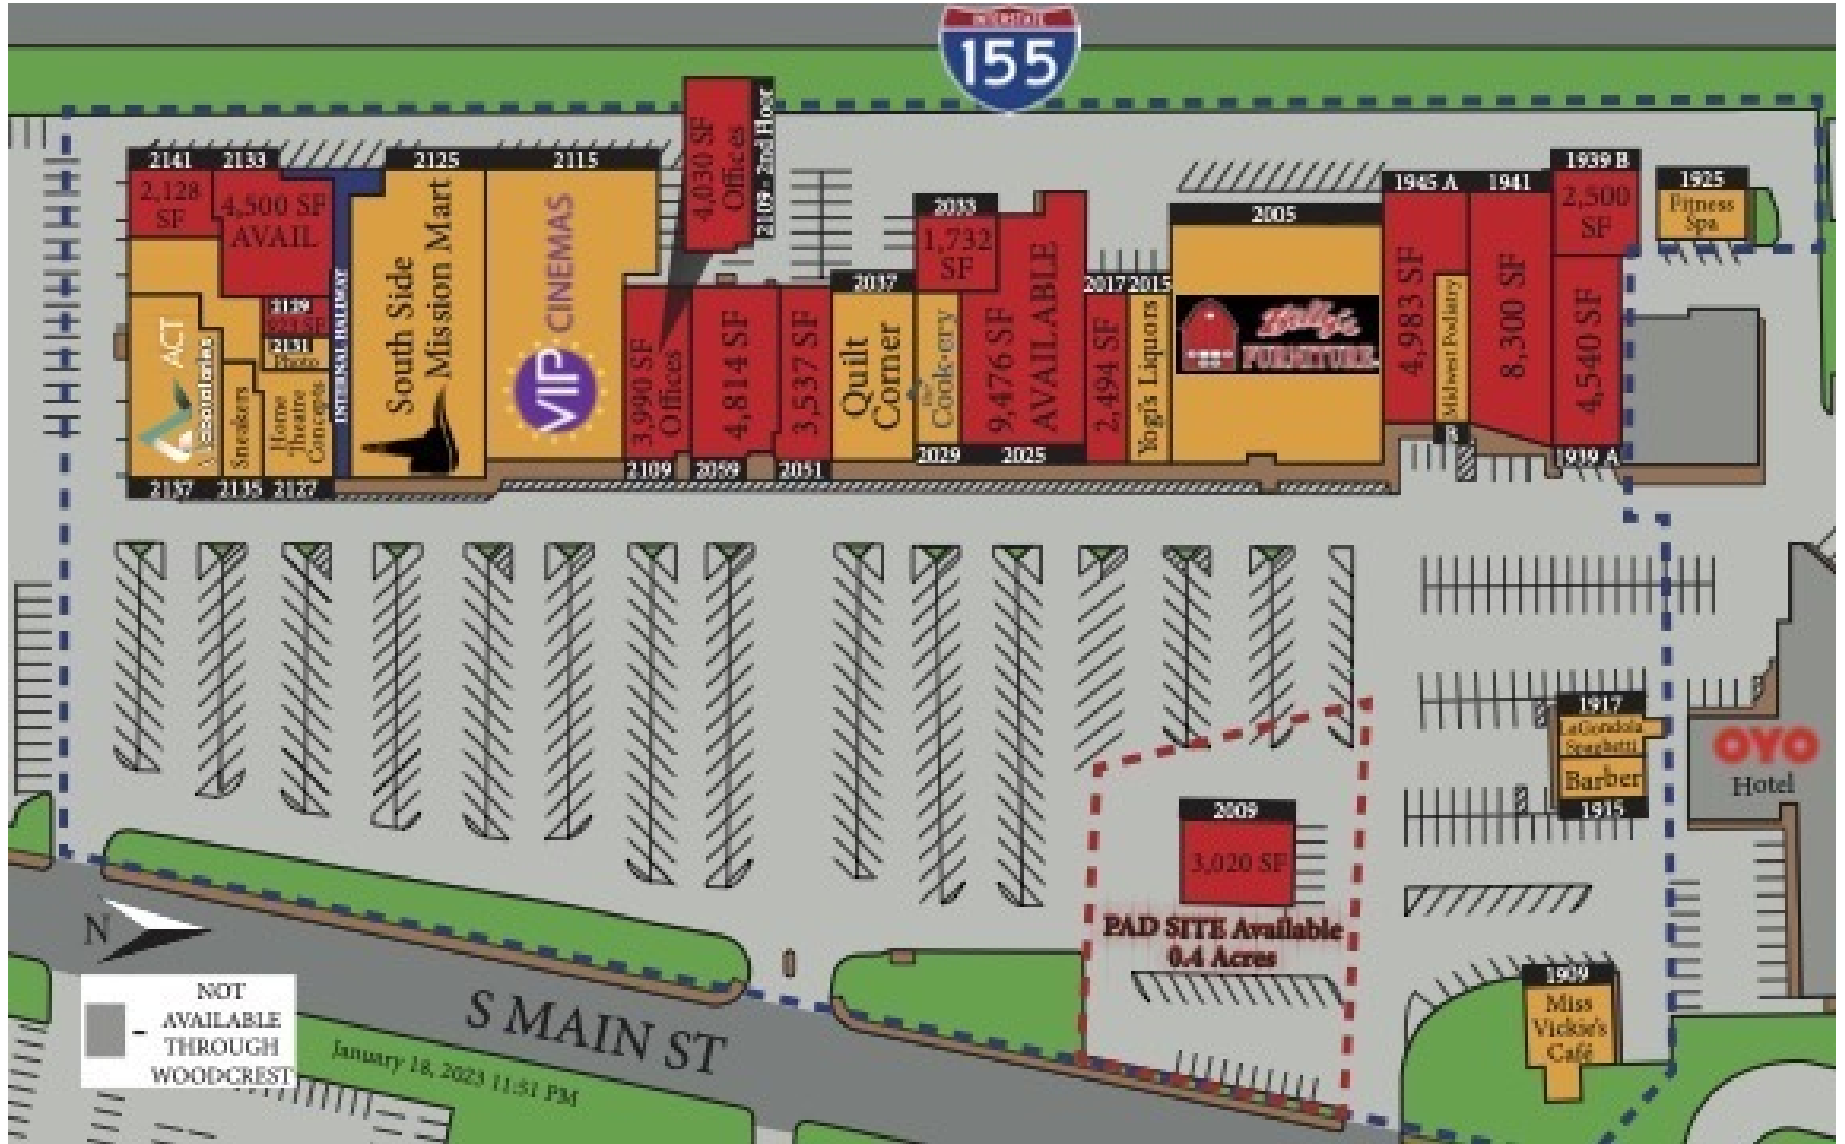 INTERSTATE
155
2141
2133
2125
2115
4,030 SF
Offices
2109 - 2nd Floor
2033
2005
1945 A
1941
1939 B
1925
2,128
SF
4,500 SF
AVAIL
INTERNAL HALLWAY
South Side
Mission Mart
VIP CINEMAS
VIP
2037
1,732
SF
9,476 SF
AVAILABLE
2017
2015
4,983 SF
8,300 SF
2,500
SF
Fitness
Spa
2129
923 SF
2131
Photo
ACT
Sneakers
Home
Theatre
Concepts
3,990 SF
Offices
4,814 SF
3,537 SF
Quilt
Corner
Cookery
2,494 SF
Yogi's Liquors
FURNITURE
Midwest Podiatry
4,540 SF
2137
2135
2127
2109
2059
2051
2029
2025
B
1939 A
1917
LaGondola
Spaghetti
Barber
1915
OYO
Hotel
2009
3,020 SF
PAD SITE Available
0.4 Acres
N
1909
Miss
Vickie's
Café
NOT
AVAILABLE
THROUGH
WOODCREST
S MAIN ST
January 18, 2023 11:51 PM